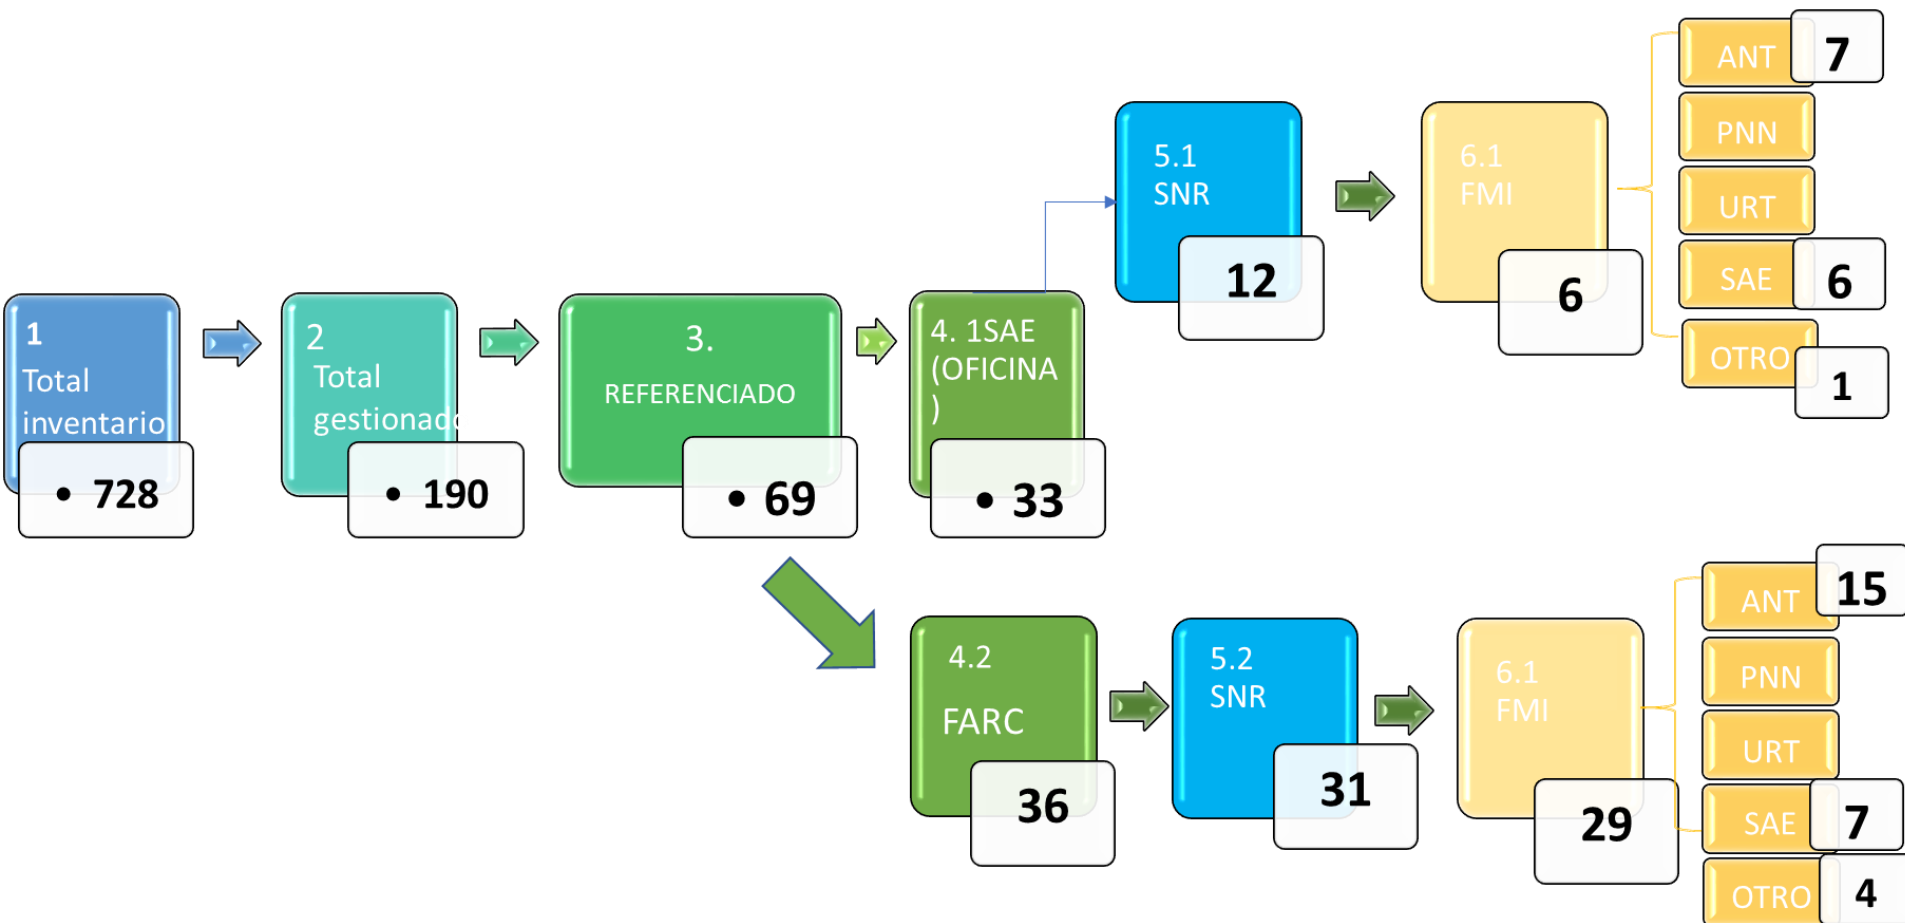 1
Total
inventario
• 728
2
Total
gestionado
• 190
3.
REFERENCIADO
• 69
4. 1SAE
(OFICINA
)
• 33
5.1
SNR
12
6.1
FMI
6
ANT
7
PNN
URT
SAE
6
OTRO
1
4.2
FARC
36
5.2
SNR
31
6.1
FMI
29
ANT
15
PNN
URT
SAE
7
OTRO
4